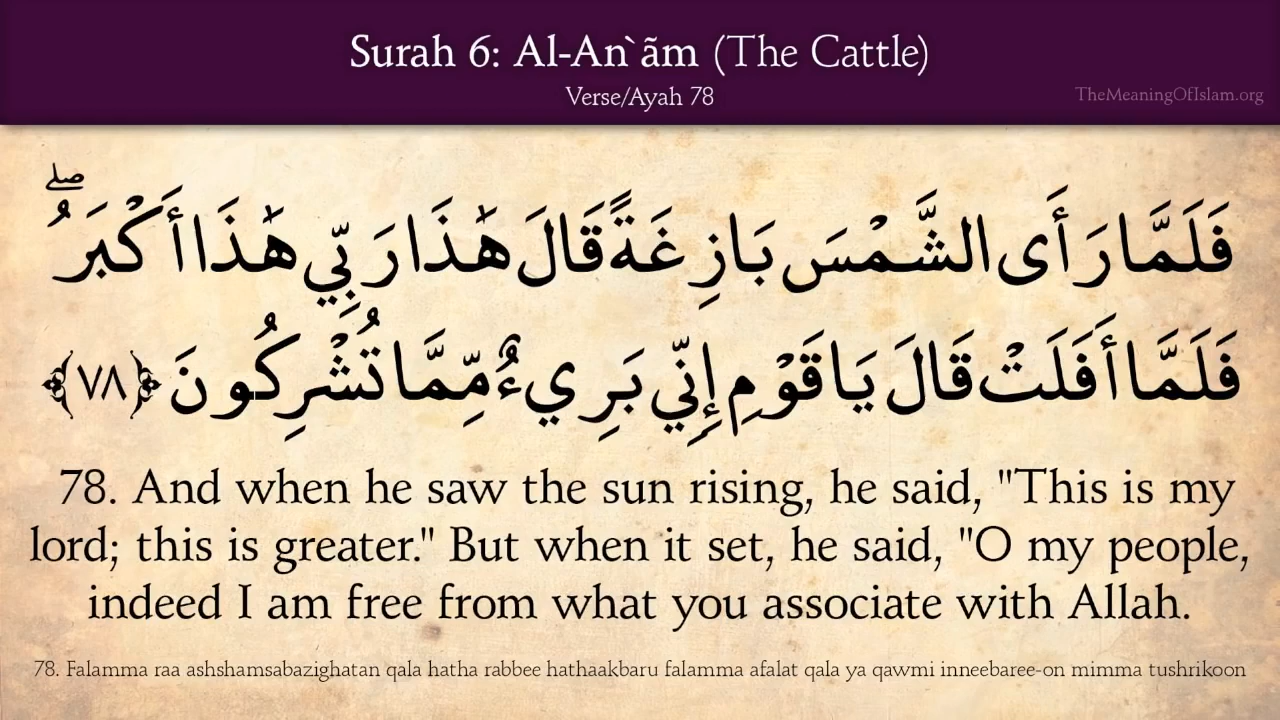 Surah 6: Al-An`ãm (The Cattle)
Verse/Ayah 78
TheMeaningOfIslam.org
فَلَمَّا رَأَى الشَّمْسَ بَازِغَةً قَالَ هَٰذَا رَبِّي هَٰذَا أَكْبَرُ ۖ
فَلَمَّا أَفَلَتْ قَالَ يَا قَوْمِ إِنِّي بَرِيءٌ مِّمَّا تُشْرِكُونَ ﴿٧٨﴾
78. And when he saw the sun rising, he said, "This is my
lord; this is greater." But when it set, he said, "O my people,
indeed I am free from what you associate with Allah.
78. Falamma raa ashshamsabazighatan qala hatha rabbee hathaakbaru falamma afalat qala ya qawmi inneebaree-on mimma tushrikoon